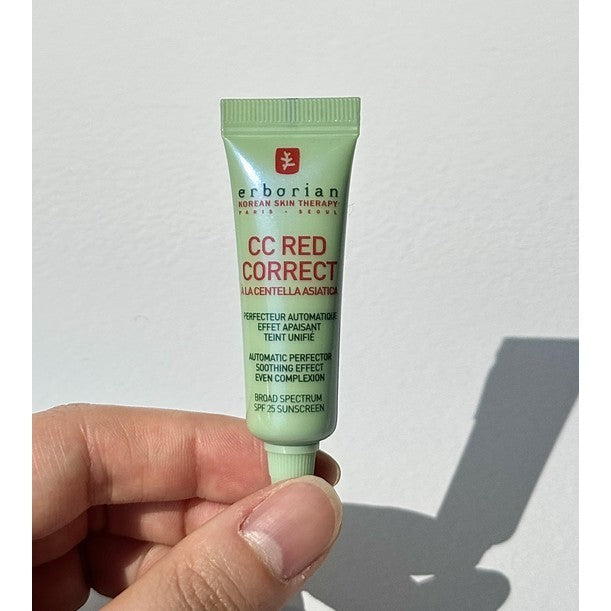 erborian
KOREAN SKIN THERAPY
PARIS - SEOUL
CC RED
CORRECT
À LA CENTELLA ASIATICA
PERFECTEUR AUTOMATIQUE
EFFET APAISANT
TEINT UNIFIÉ
AUTOMATIC PERFECTOR
SOOTHING EFFECT
EVEN COMPLEXION
BROAD SPECTRUM
SPF 25 SUNSCREEN